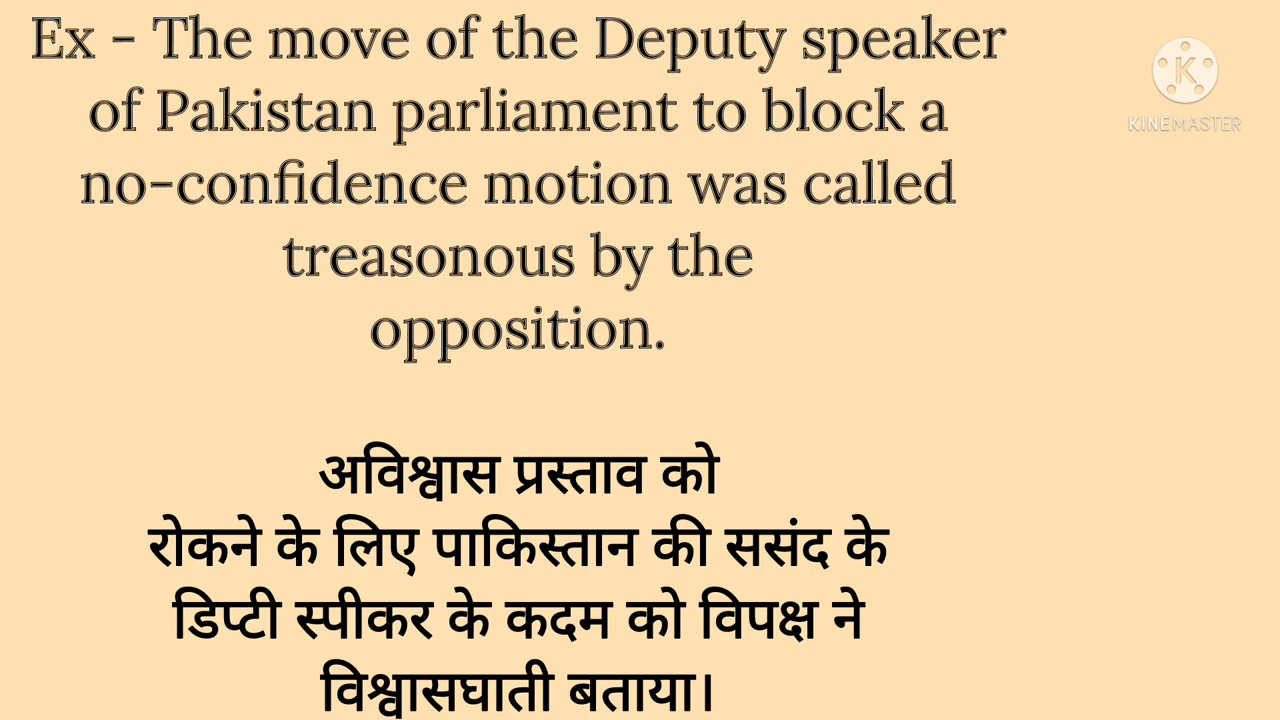 Ex - The move of the Deputy speaker
of Pakistan parliament to block a
no-confidence motion was called
treasonous by the
opposition.
K
KINEMASTER
अविश्वास प्रस्ताव को
रोकने के लिए पाकिस्तान की ससंद के
डिप्टी स्पीकर के कदम को विपक्ष ने
विश्वासघाती बताया।